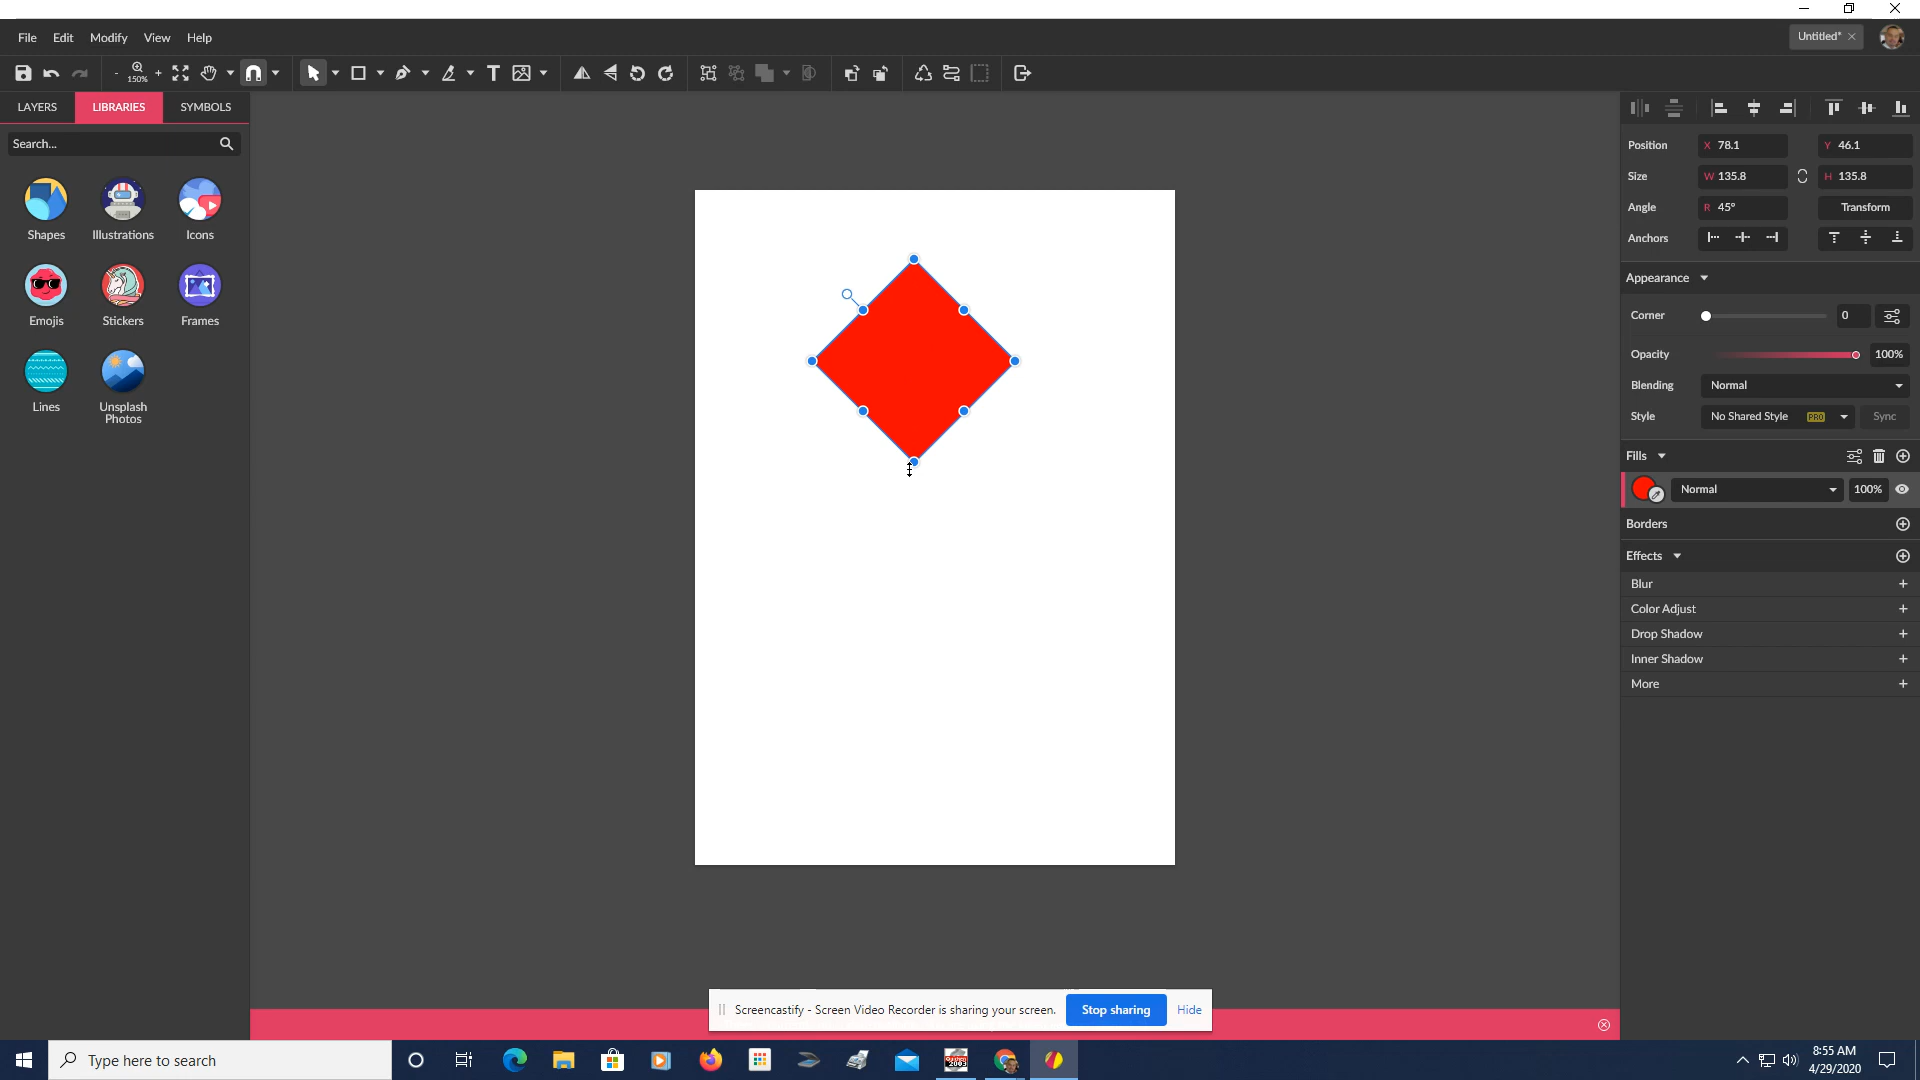 File Edit Modify View Help
Untitled*
150%
LAYERS LIBRARIES SYMBOLS
Search...
Shapes Illustrations Icons
Emojis Stickers Frames
Lines Unsplash Photos
Position X 78.1 Y 46.1
Size W 135.8 H 135.8
Angle R 45° Transform
Anchors
Appearance
Corner 0
Opacity 100%
Blending Normal
Style No Shared Style PRO Sync
Fills
Normal 100%
Borders
Effects
Blur
Color Adjust
Drop Shadow
Inner Shadow
More
Screencastify - Screen Video Recorder is sharing your screen. Stop sharing Hide
Type here to search
8:55 AM
4/29/2020